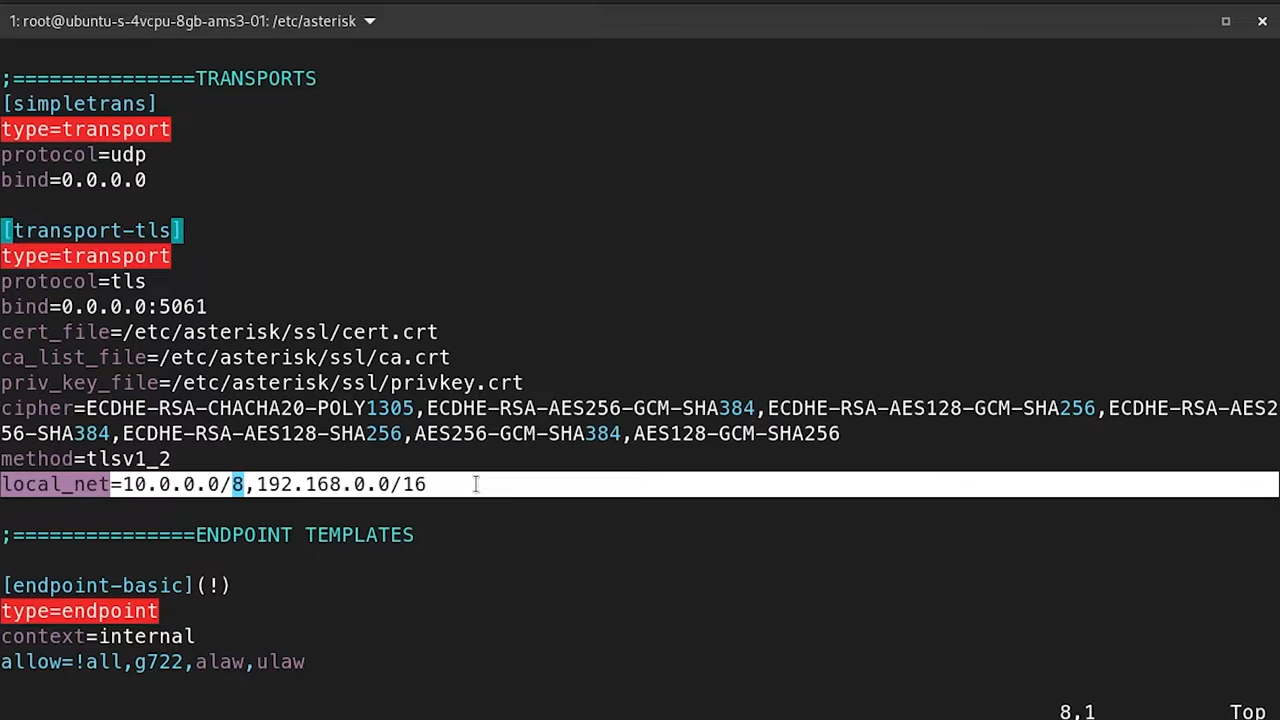 1: root@ubuntu-s-4vcpu-8gb-ams3-01: /etc/asterisk
;===============TRANSPORTS
[simpletrans]
type=transport
protocol=udp
bind=0.0.0.0
[transport-tls]
type=transport
protocol=tls
bind=0.0.0.0:5061
cert_file=/etc/asterisk/ssl/cert.crt
ca_list_file=/etc/asterisk/ssl/ca.crt
priv_key_file=/etc/asterisk/ssl/privkey.crt
cipher=ECDHE-RSA-CHACHA20-POLY1305,ECDHE-RSA-AES256-GCM-SHA384,ECDHE-RSA-AES128-GCM-SHA256,ECDHE-RSA-AES2
56-SHA384,ECDHE-RSA-AES128-SHA256,AES256-GCM-SHA384,AES128-GCM-SHA256
method=tlsv1_2
local_net=10.0.0.0/8,192.168.0.0/16
;===============ENDPOINT TEMPLATES
[endpoint-basic](!)
type=endpoint
context=internal
allow=!all,g722,alaw,ulaw
8,1 Top